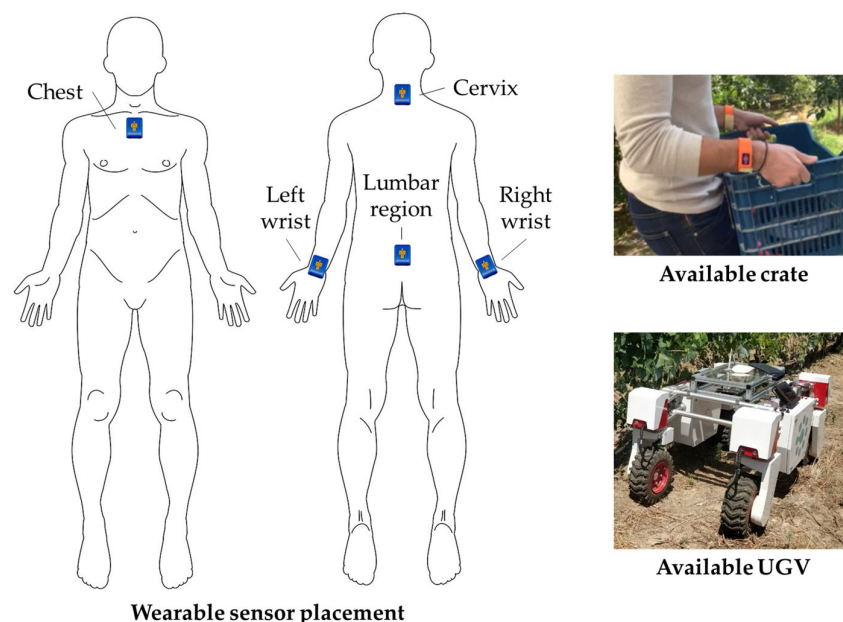 Chest
Cervix
Left
wrist
Lumbar
region
Right
wrist
Wearable sensor placement
Available crate
Available UGV